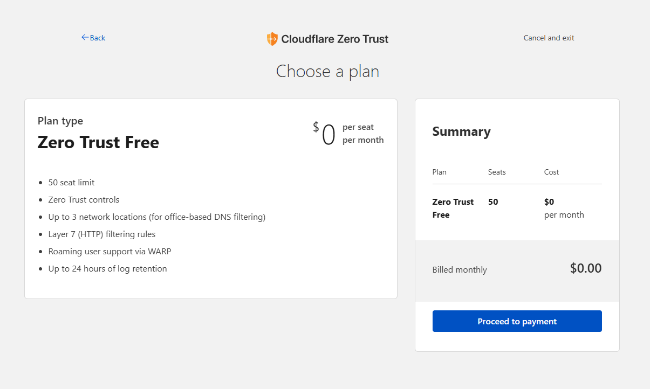 ←Back
Cloudflare Zero Trust
Cancel and exit
Choose a plan
Plan type
Zero Trust Free
$0 per seat
per month
• 50 seat limit
• Zero Trust controls
• Up to 3 network locations (for office-based DNS filtering)
• Layer 7 (HTTP) filtering rules
• Roaming user support via WARP
• Up to 24 hours of log retention
Summary
Plan Seats Cost
Zero Trust Free 50 $0 per month
Billed monthly $0.00
Proceed to payment